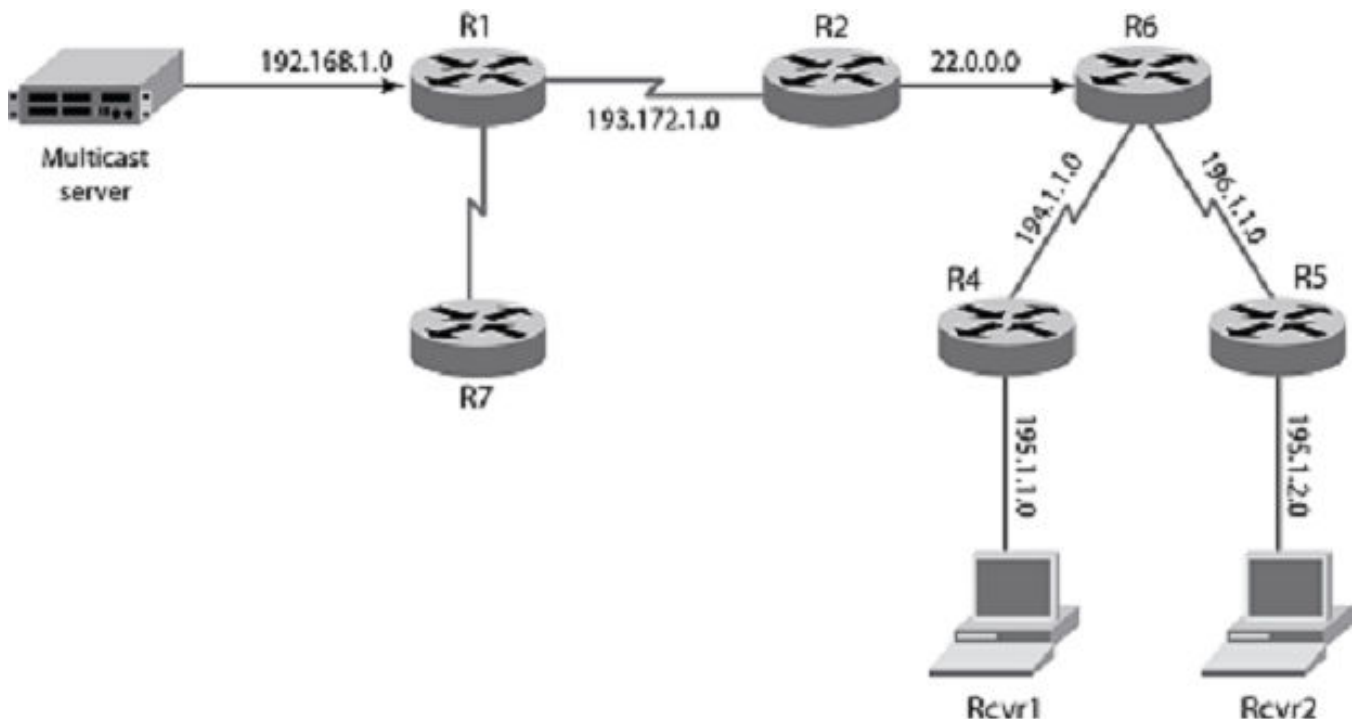 R1
R2
R6
192.168.1.0
22.0.0.0
193.172.1.0
Multicast
server
194.1.1.0
196.1.1.0
R4
R5
R7
195.1.1.0
195.1.2.0
Rcvr1
Rcvr2